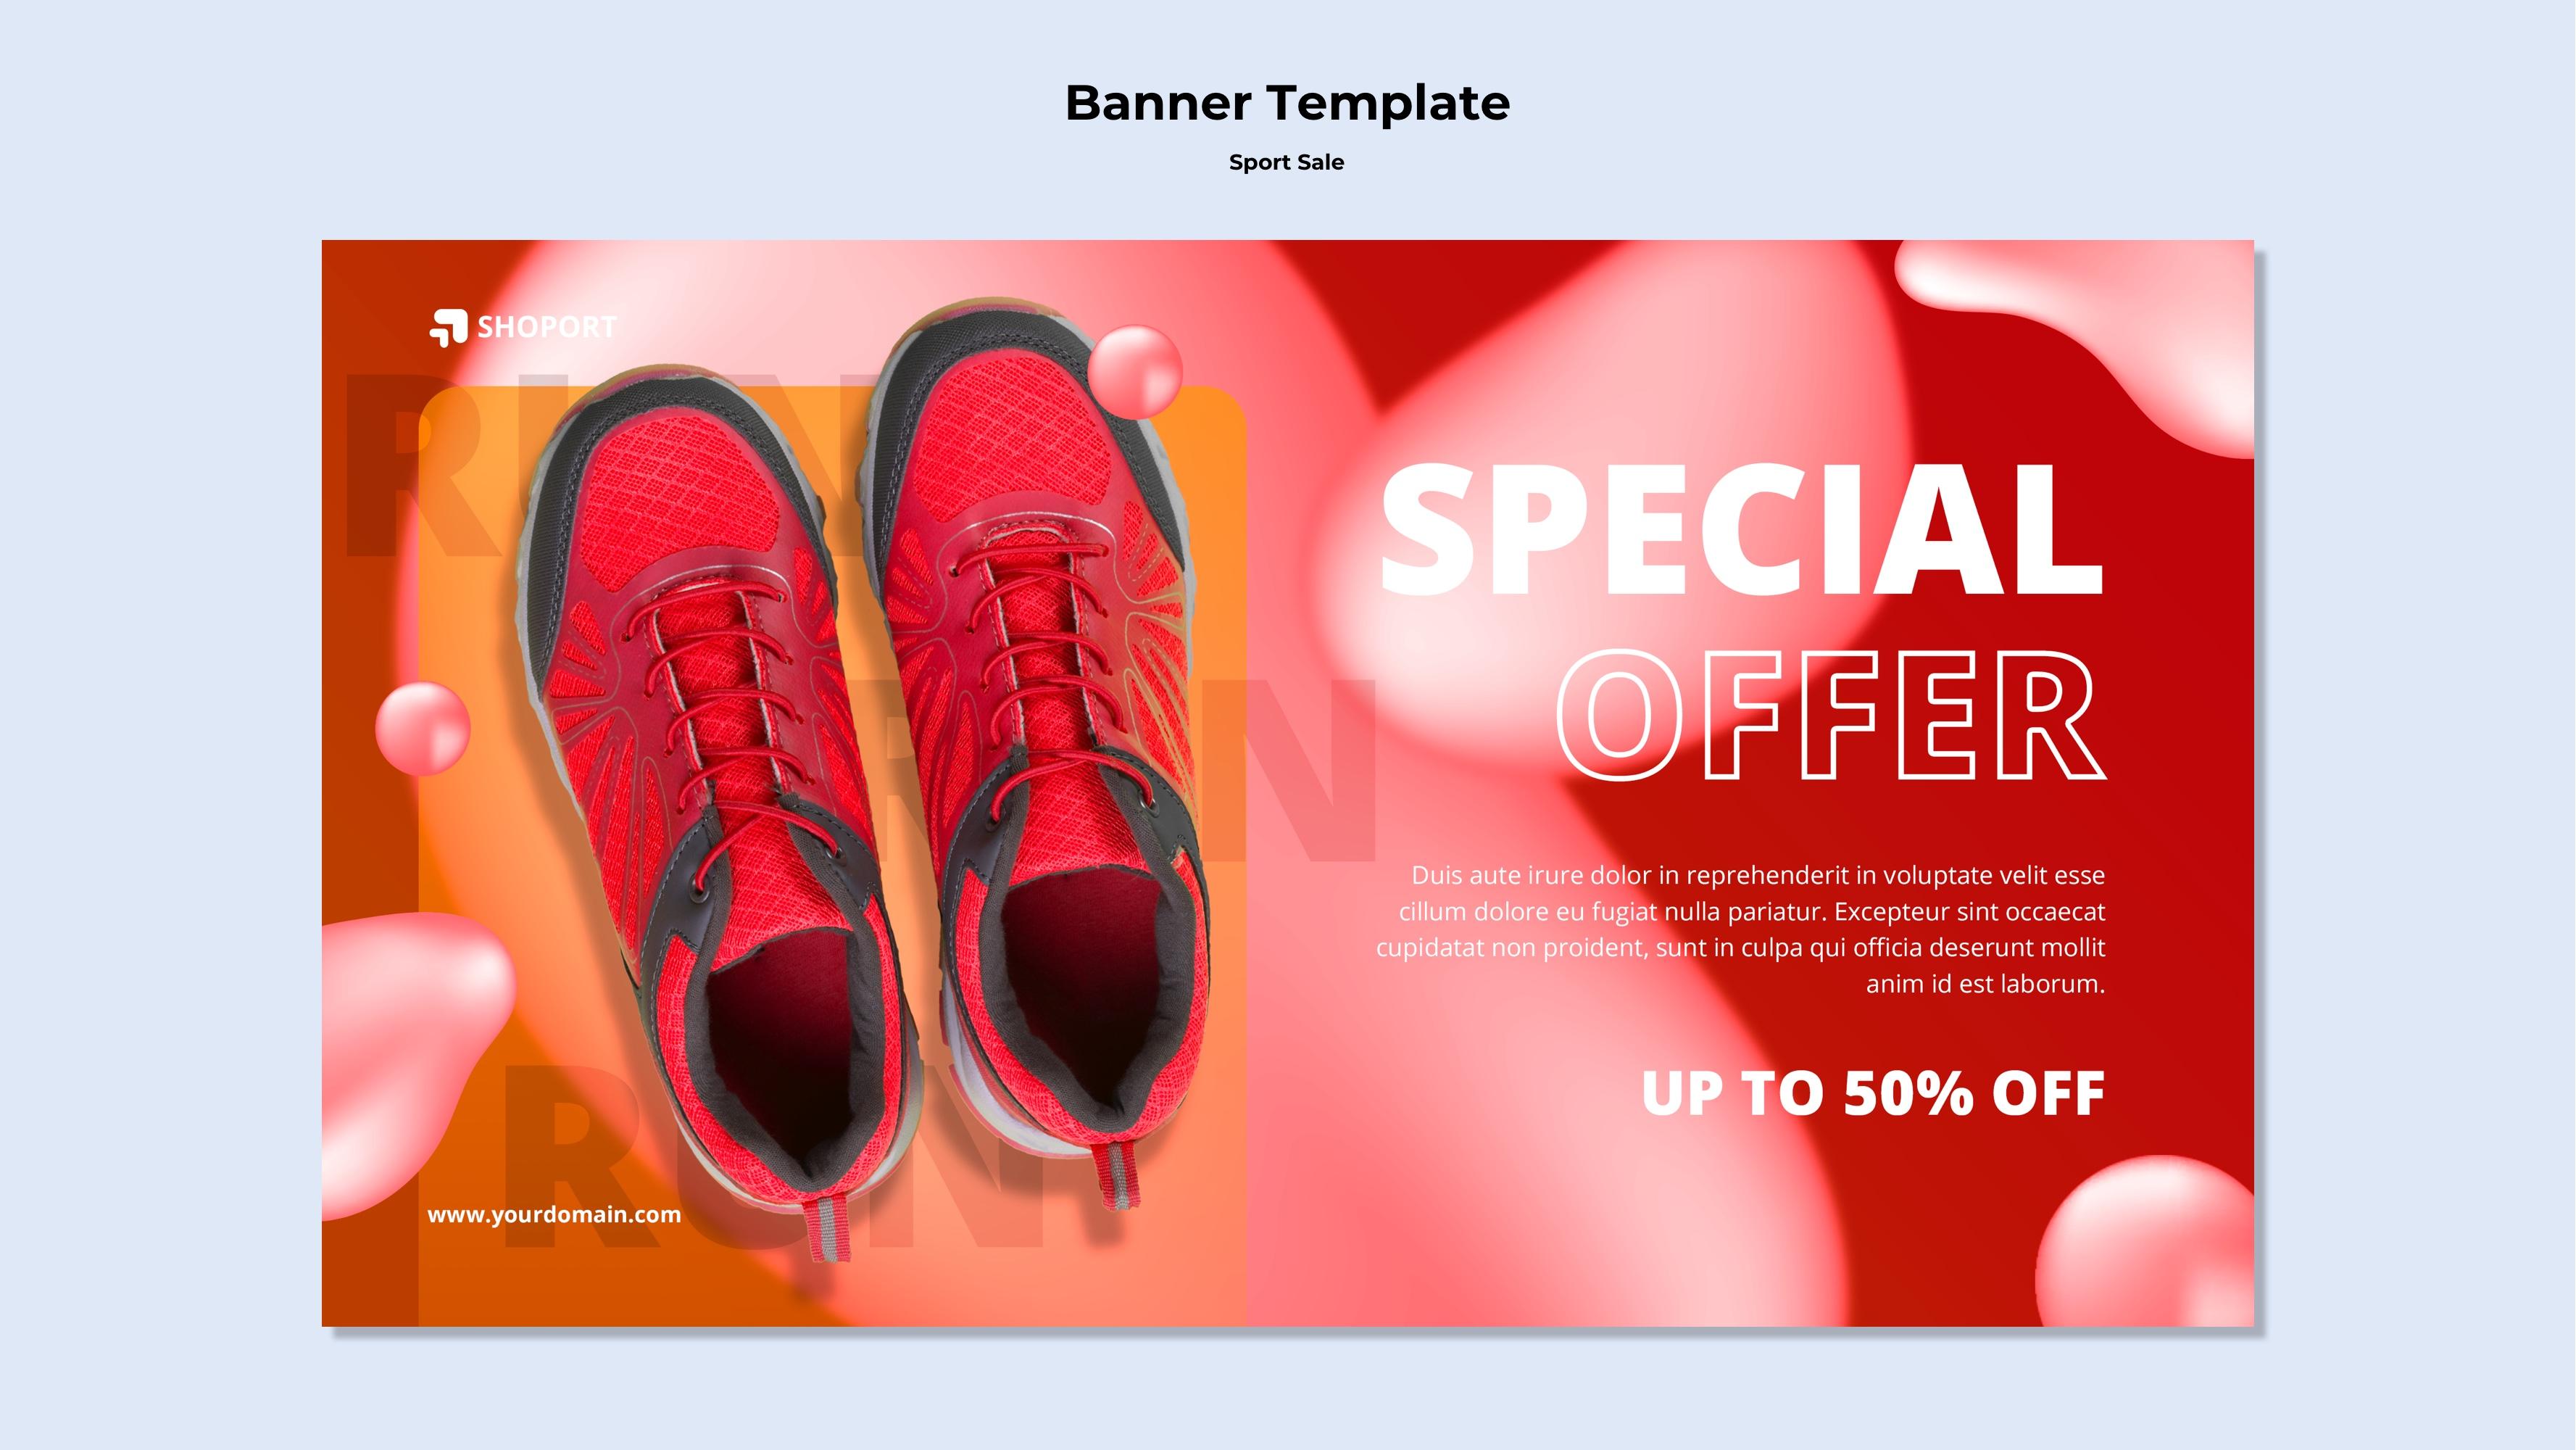 Banner Template
Sport Sale
SHOPORT
RUN
SPECIAL
OFFER
RUN
Duis aute irure dolor in reprehenderit in voluptate velit esse
cillum dolore eu fugiat nulla pariatur. Excepteur sint occaecat
cupidatat non proident, sunt in culpa qui officia deserunt mollit
anim id est laborum.
UP TO 50% OFF
RUN
www.yourdomain.com